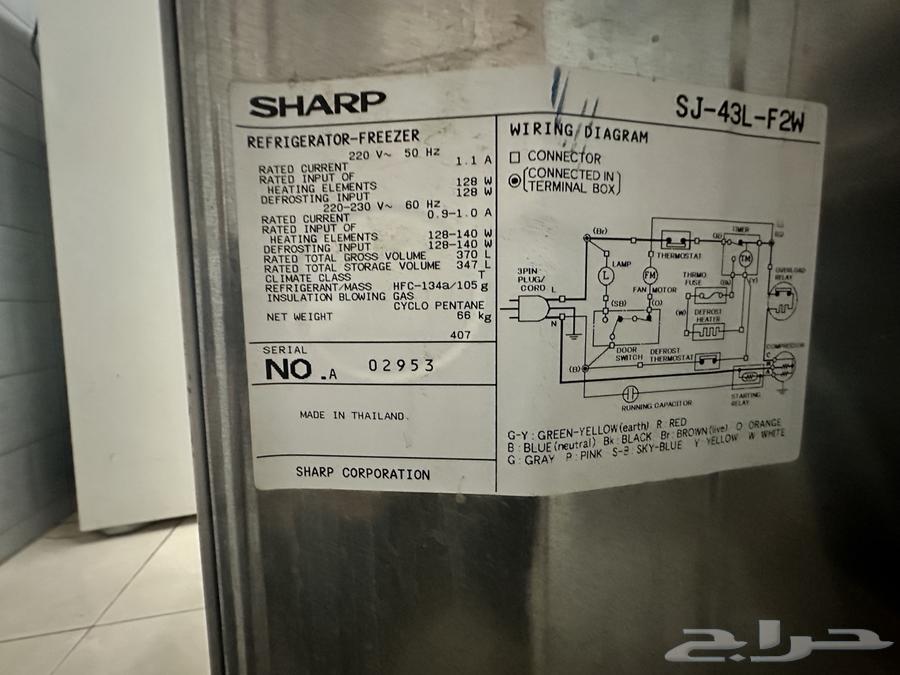 SHARP
SJ-43L-F2W
REFRIGERATOR-FREEZER
220 V~ 50 Hz
RATED CURRENT 1.1 A
RATED INPUT OF
HEATING ELEMENTS 128 W
DEFROSTING INPUT 128 W
220-230 V~ 60 Hz
RATED CURRENT 0.9-1.0 A
RATED INPUT OF
HEATING ELEMENTS 128-140 W
DEFROSTING INPUT 128-140 W
RATED TOTAL GROSS VOLUME 370 L
RATED TOTAL STORAGE VOLUME 347 L
CLIMATE CLASS T
REFRIGERANT/MASS HFC-134a/105 g
INSULATION BLOWING GAS
CYCLO PENTANE
NET WEIGHT 66 kg
407
SERIAL
NO.A 02953
MADE IN THAILAND.
SHARP CORPORATION
WIRING DIAGRAM
CONNECTOR
(CONNECTED IN
TERMINAL BOX)
(Br)
TIMER
THERMOSTAT
LAMP
L
FM
TM
FAN MOTOR
THRMO
FUSE
OVERLOAD
RELAY
3PIN
PLUG/
CORD
L
N
(SB)
(O)
(W)
(Y)
DEFROST
HEATER
DOOR
SWITCH
DEFROST
THERMOSTAT
(B)
COMPRESSOR
STARTING
RELAY
RUNNING CAPACITOR
G-Y : GREEN-YELLOW(earth) R RED
B : BLUE(neutral) Bk : BLACK Br : BROWN(live) O ORANGE
G : GRAY P : PINK S-B : SKY-BLUE Y YELLOW W WHITE
حراج